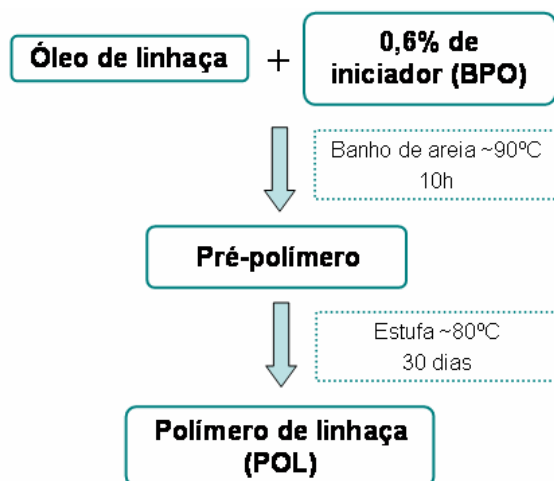 Óleo de linhaça
+
0,6% de
iniciador (BPO)
Banho de areia ~90ºC
10h
Pré-polímero
Estufa ~80ºC
30 dias
Polímero de linhaça
(POL)